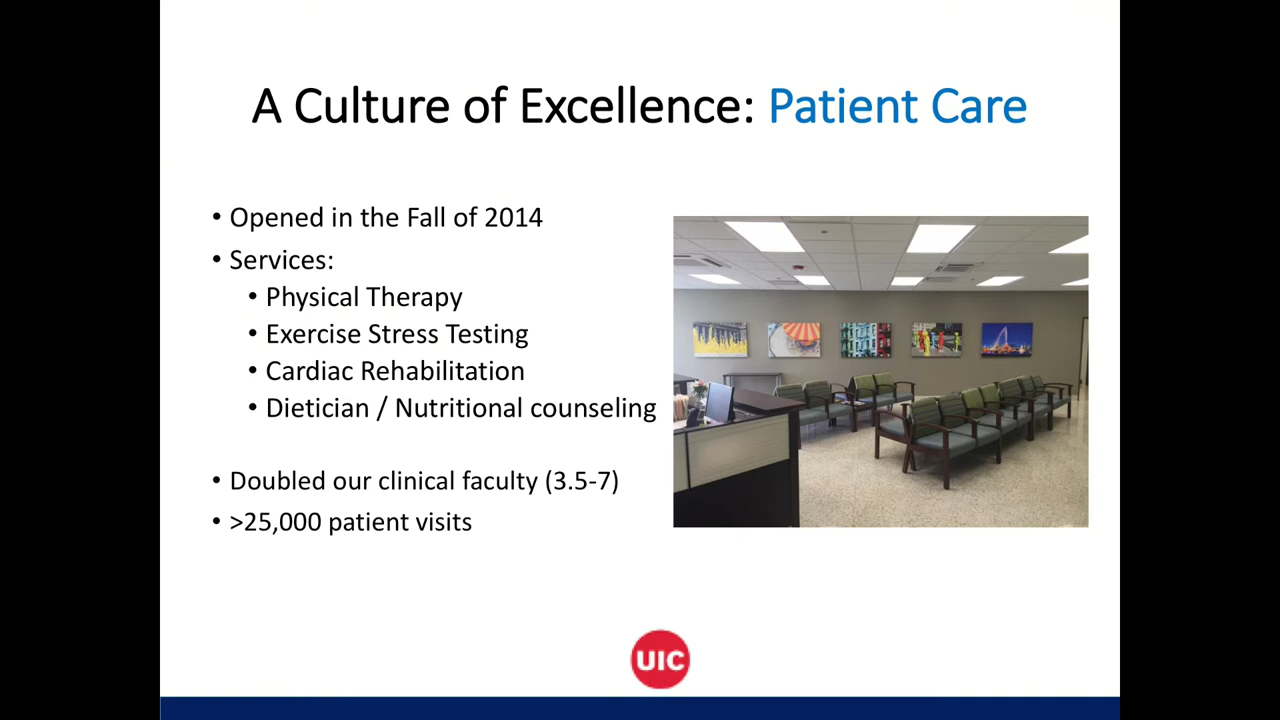 A Culture of Excellence: Patient Care
• Opened in the Fall of 2014
• Services:
• Physical Therapy
• Exercise Stress Testing
• Cardiac Rehabilitation
• Dietician / Nutritional counseling
• Doubled our clinical faculty (3.5-7)
• >25,000 patient visits
UIC